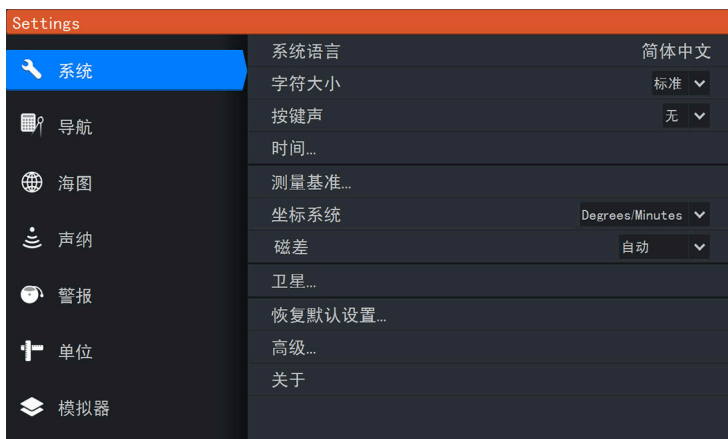 Settings
系统
导航
海图
声纳
警报
单位
模拟器
系统语言 简体中文
字符大小 标准
按键声 无
时间…
测量基准…
坐标系统 Degrees/Minutes
磁差 自动
卫星…
恢复默认设置…
高级…
关于